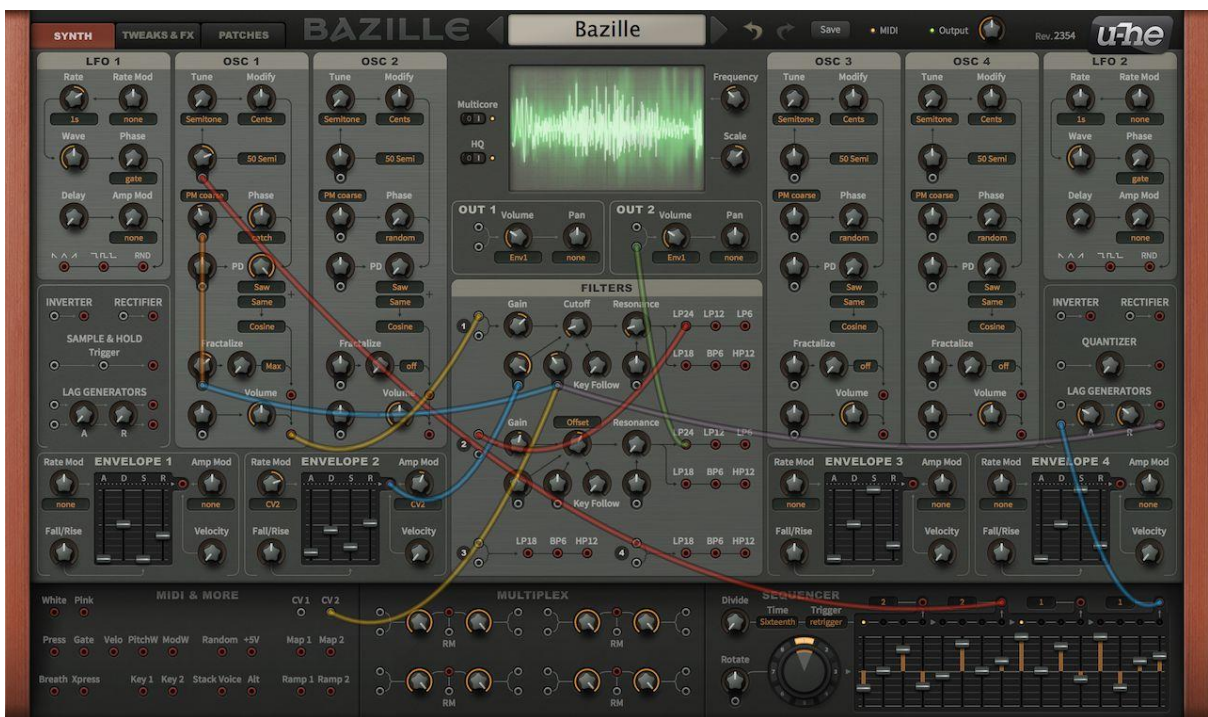 SYNTH TWEAKS & FX PATCHES BAZILLE Bazille Save MIDI Output Rev.2354 u-he
LFO 1 OSC 1 OSC 2 OSC 3 OSC 4 LFO 2
Rate Rate Mod Tune Modify Tune Modify Frequency Tune Modify Tune Modify Rate Rate Mod
1s none Semitone Cents Semitone Cents Multicore Semitone Cents Semitone Cents 1s none
0 1
Wave Phase Scale Wave Phase
HQ
50 Semi 50 Semi 0 1 50 Semi 50 Semi
gate gate
Delay Amp Mod PM coarse Phase PM coarse Phase PM coarse Phase PM coarse Phase Delay Amp Mod
OUT 1 Volume Pan OUT 2 Volume Pan
none random random random none
RND Env1 none Env1 none RND
PD PD PD PD
FILTERS
Saw Saw Saw Saw
INVERTER RECTIFIER Same Same Gain Cutoff Resonance Same Same INVERTER RECTIFIER
1 LP24 LP12 LP6
Cosine Cosine Cosine Cosine
SAMPLE & HOLD Fractalize Fractalize Fractalize Fractalize QUANTIZER
Trigger LP18 BP6 HP12
Max off off off
Key Follow
LAG GENERATORS Volume Volume Volume Volume LAG GENERATORS
A R Gain Offset Resonance A R
2 LP24 LP12 LP6
Rate Mod ENVELOPE 1 Amp Mod Rate Mod ENVELOPE 2 Amp Mod Rate Mod ENVELOPE 3 Amp Mod Rate Mod ENVELOPE 4 Amp Mod
A D S R A D S R LP18 BP6 HP12 A D S R A D S R
none none CV2 CV2 Key Follow none none none none
Fall/Rise Velocity Fall/Rise Velocity Fall/Rise Velocity Fall/Rise Velocity
3 LP18 BP6 HP12 4 LP18 BP6 HP12
MIDI & MORE MULTIPLEX SEQUENCER
White Pink CV 1 CV 2 Divide Time Trigger 2 2 1 1
Sixteenth retrigger
Press Gate Velo PitchW ModW Random +5V Map 1 Map 2 RM RM
Rotate
Breath Xpress Key 1 Key 2 Stack Voice Alt Ramp 1 Ramp 2
RM RM